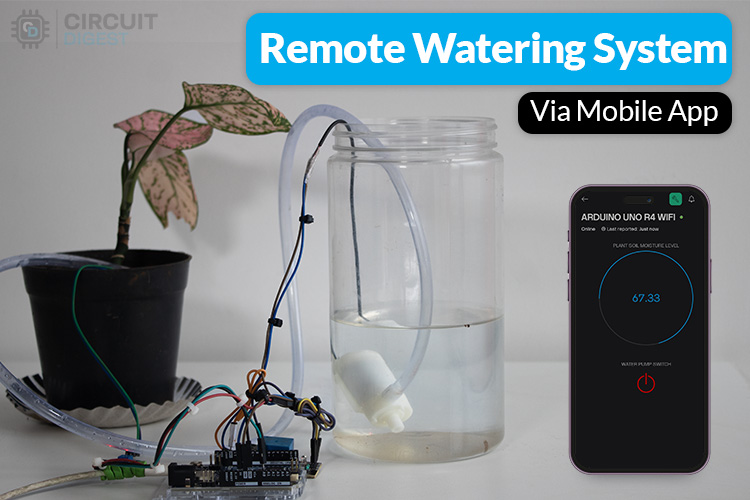 CIRCUIT
DIGEST
Remote Watering System
Via Mobile App
ARDUINO UNO R4 WIFI
Online Last reported: Just now
PLANT SOIL MOISTURE LEVEL
67.33
WATER PUMP SWITCH